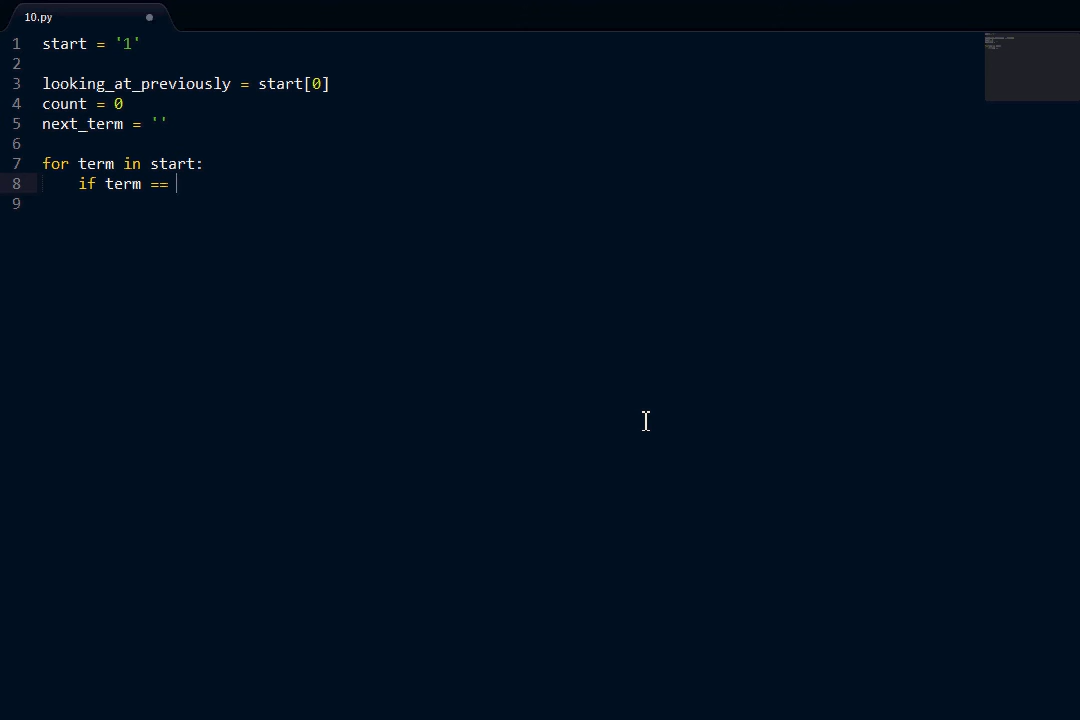 10.py
1 start = '1'
2
3 looking_at_previously = start[0]
4 count = 0
5 next_term = ''
6
7 for term in start:
8     if term ==
9